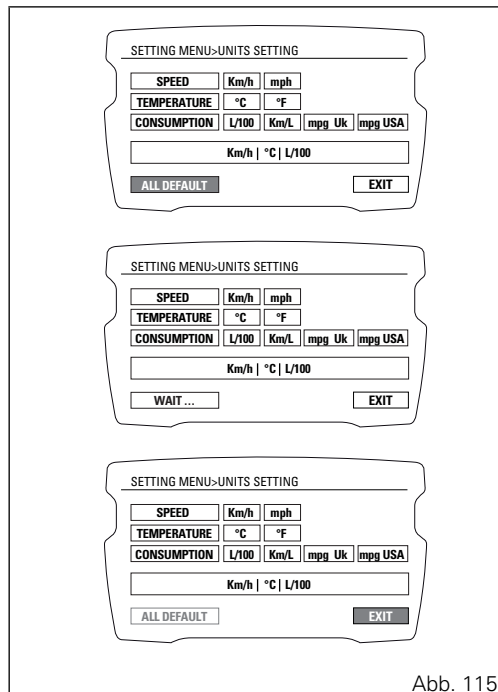 SETTING MENU>UNITS SETTING
SPEED Km/h mph
TEMPERATURE °C °F
CONSUMPTION L/100 Km/L mpg Uk mpg USA
Km/h | °C | L/100
ALL DEFAULT EXIT
SETTING MENU>UNITS SETTING
SPEED Km/h mph
TEMPERATURE °C °F
CONSUMPTION L/100 Km/L mpg Uk mpg USA
Km/h | °C | L/100
WAIT ... EXIT
SETTING MENU>UNITS SETTING
SPEED Km/h mph
TEMPERATURE °C °F
CONSUMPTION L/100 Km/L mpg Uk mpg USA
Km/h | °C | L/100
ALL DEFAULT EXIT
Abb. 115